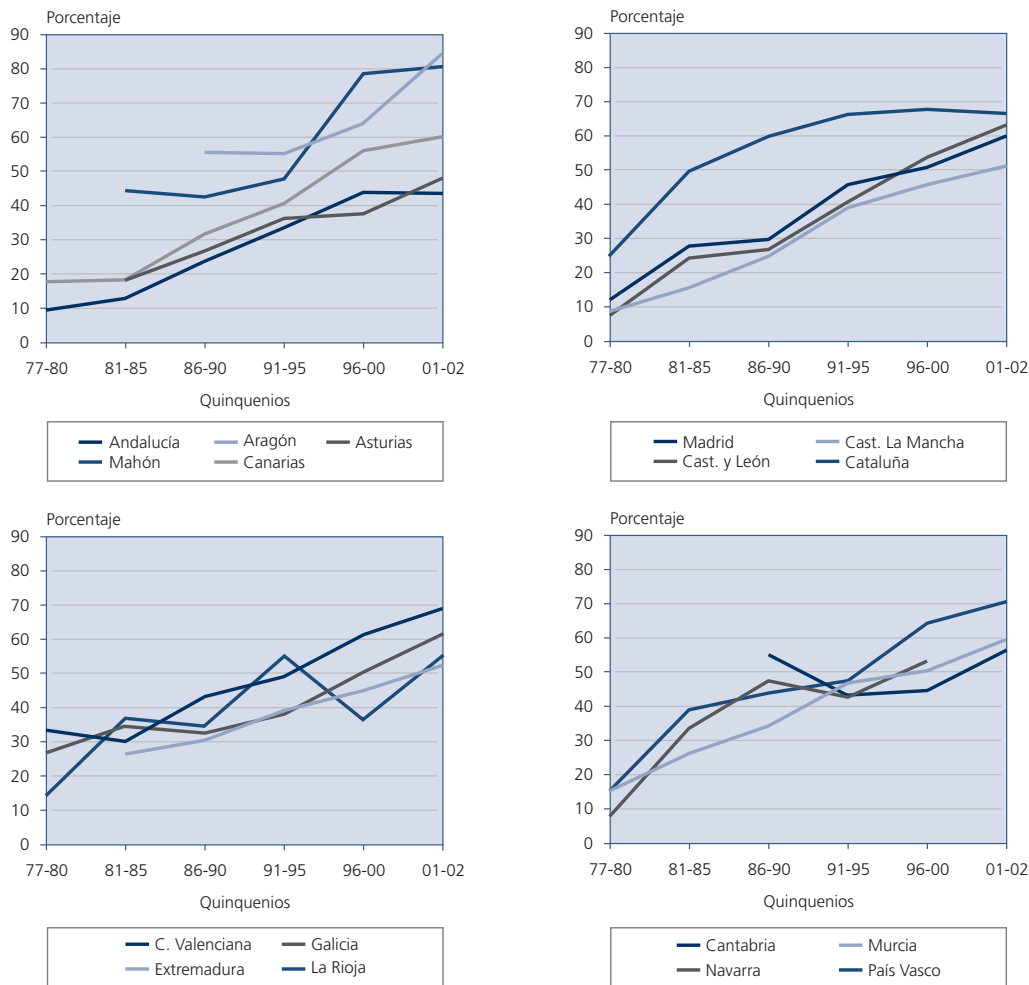 Porcentaje
90
80
70
60
50
40
30
20
10
0
77-80 81-85 86-90 91-95 96-00 01-02
Quinquenios
Andalucía Aragón Asturias
Mahón Canarias
Porcentaje
90
80
70
60
50
40
30
20
10
0
77-80 81-85 86-90 91-95 96-00 01-02
Quinquenios
Madrid Cast. La Mancha
Cast. y León Cataluña
Porcentaje
90
80
70
60
50
40
30
20
10
0
77-80 81-85 86-90 91-95 96-00 01-02
Quinquenios
C. Valenciana Galicia
Extremadura La Rioja
Porcentaje
90
80
70
60
50
40
30
20
10
0
77-80 81-85 86-90 91-95 96-00 01-02
Quinquenios
Cantabria Murcia
Navarra País Vasco